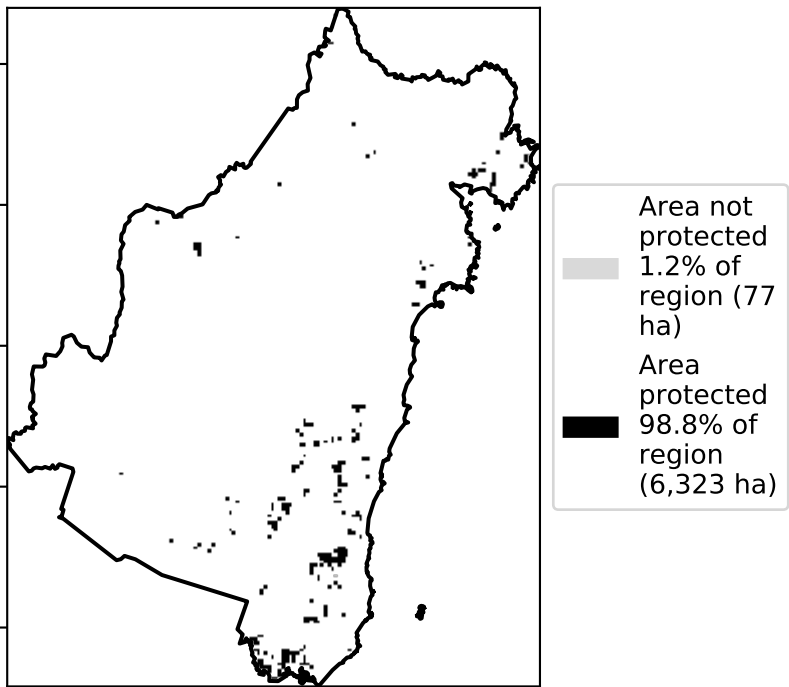 Area not
protected
1.2% of
region (77
ha)
Area
protected
98.8% of
region
(6,323 ha)